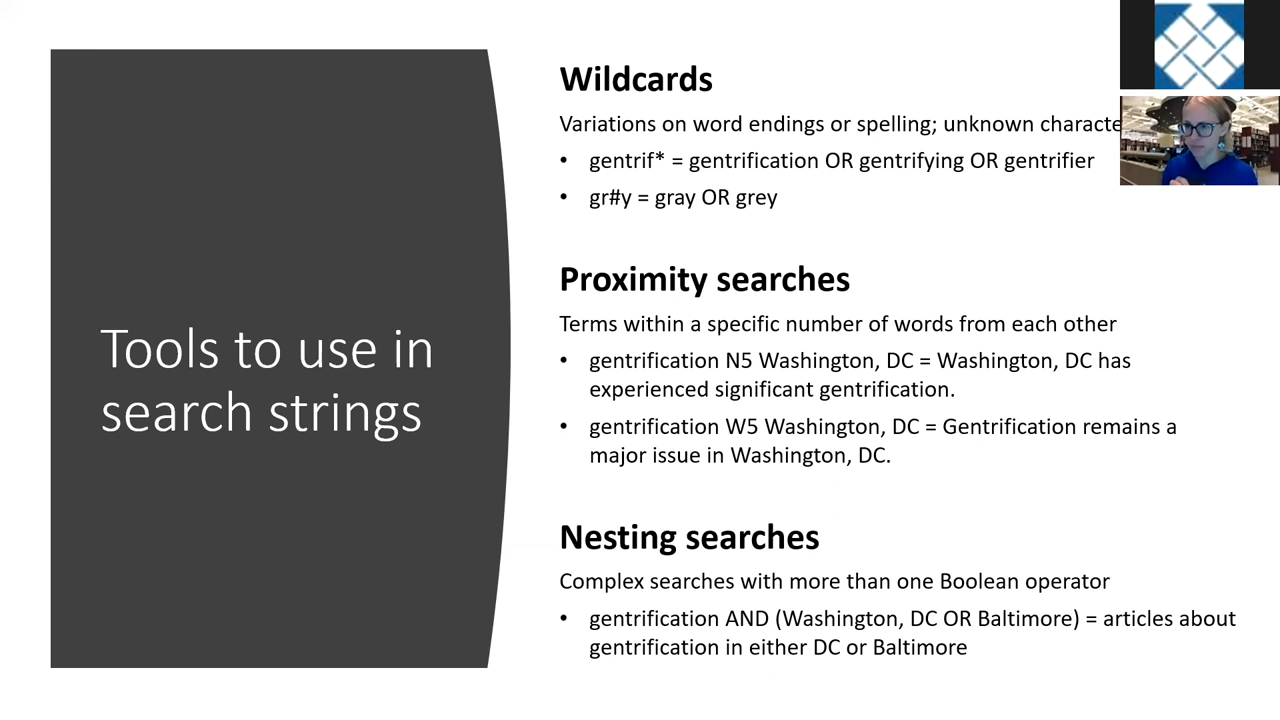 Tools to use in
search strings
Wildcards
Variations on word endings or spelling; unknown
gentrif* = gentrification OR gentrifying OR gentrifier
gr#y = gray OR grey
Proximity searches
Terms within a specific number of words from each other
gentrification N5 Washington, DC = Washington, DC has
experienced significant gentrification.
gentrification W5 Washington, DC = Gentrification remains a
major issue in Washington, DC.
Nesting searches
Complex searches with more than one Boolean operator
gentrification AND (Washington, DC OR Baltimore) = articles about
gentrification in either DC or Baltimore